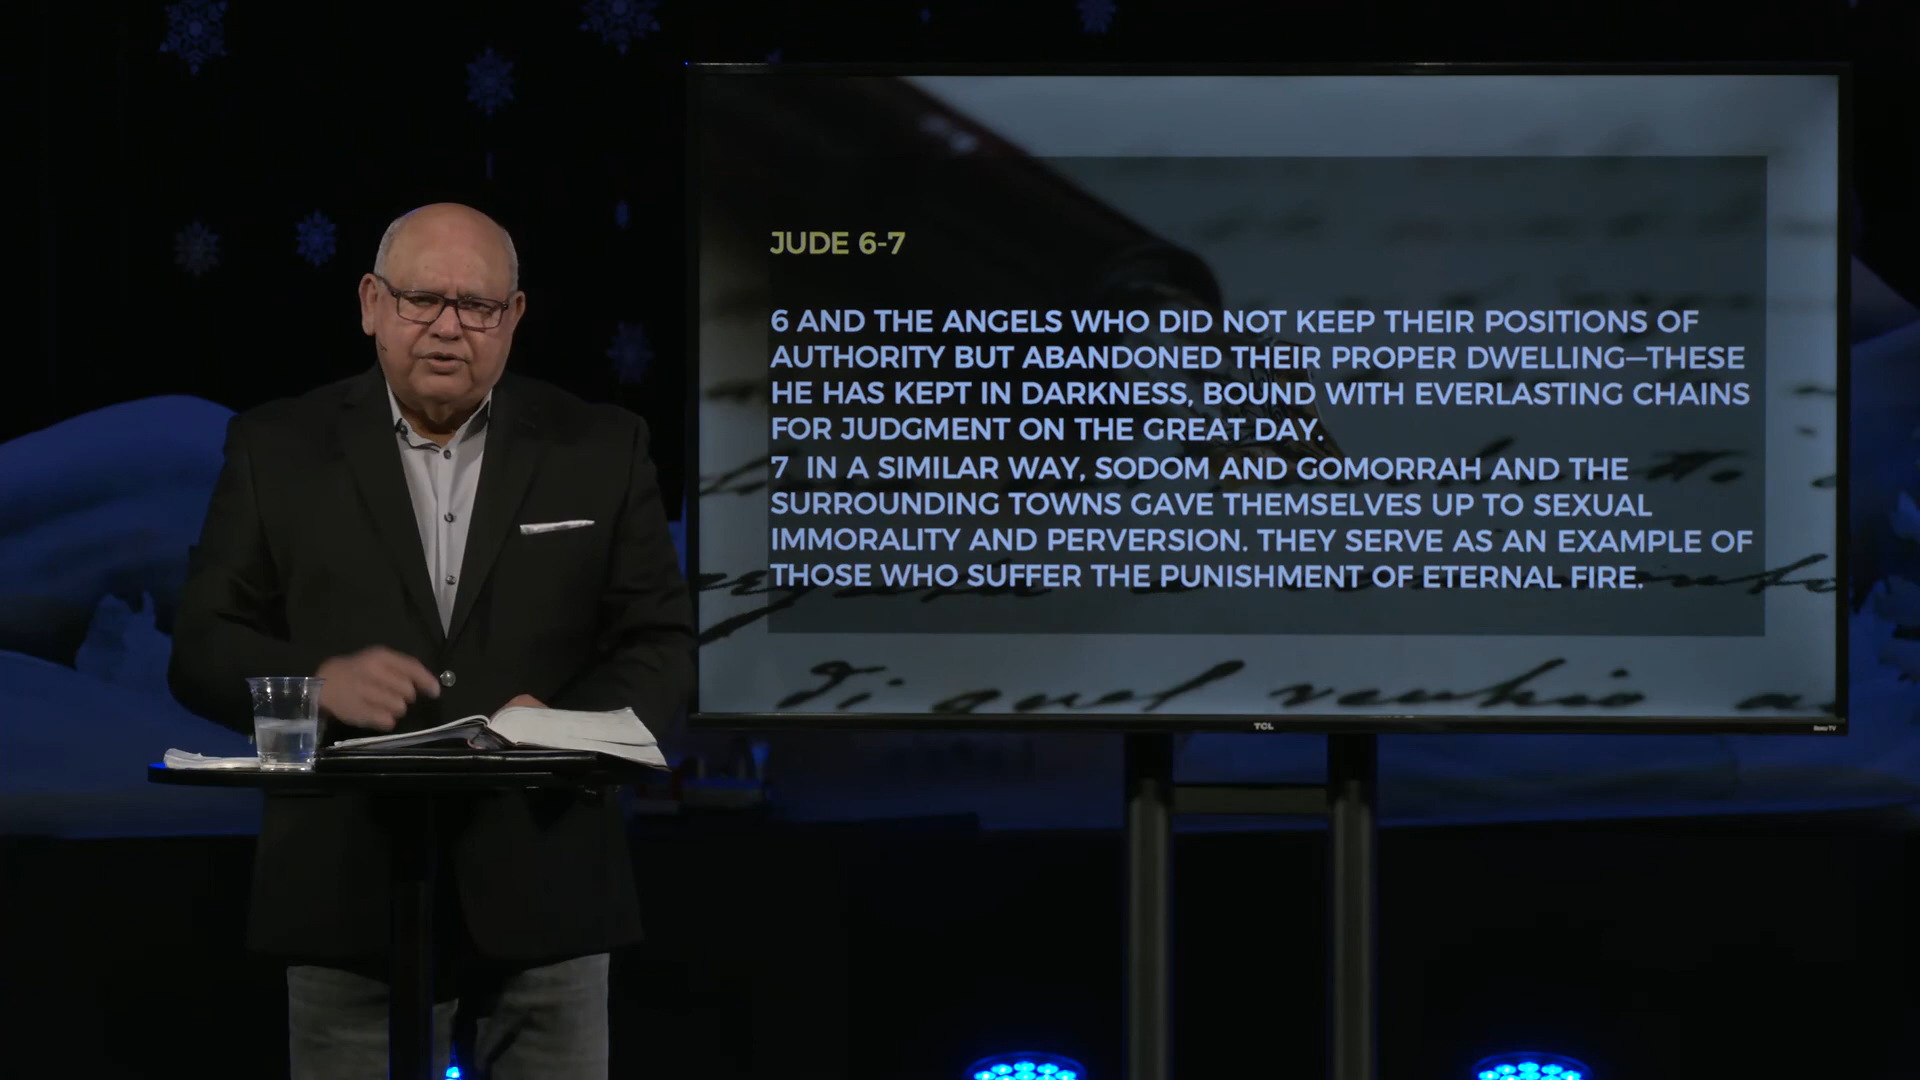 JUDE 6-7
6 AND THE ANGELS WHO DID NOT KEEP THEIR POSITIONS OF
AUTHORITY BUT ABANDONED THEIR PROPER DWELLING—THESE
HE HAS KEPT IN DARKNESS, BOUND WITH EVERLASTING CHAINS
FOR JUDGMENT ON THE GREAT DAY.
7 IN A SIMILAR WAY, SODOM AND GOMORRAH AND THE
SURROUNDING TOWNS GAVE THEMSELVES UP TO SEXUAL
IMMORALITY AND PERVERSION. THEY SERVE AS AN EXAMPLE OF
THOSE WHO SUFFER THE PUNISHMENT OF ETERNAL FIRE.
TCL
Roku TV